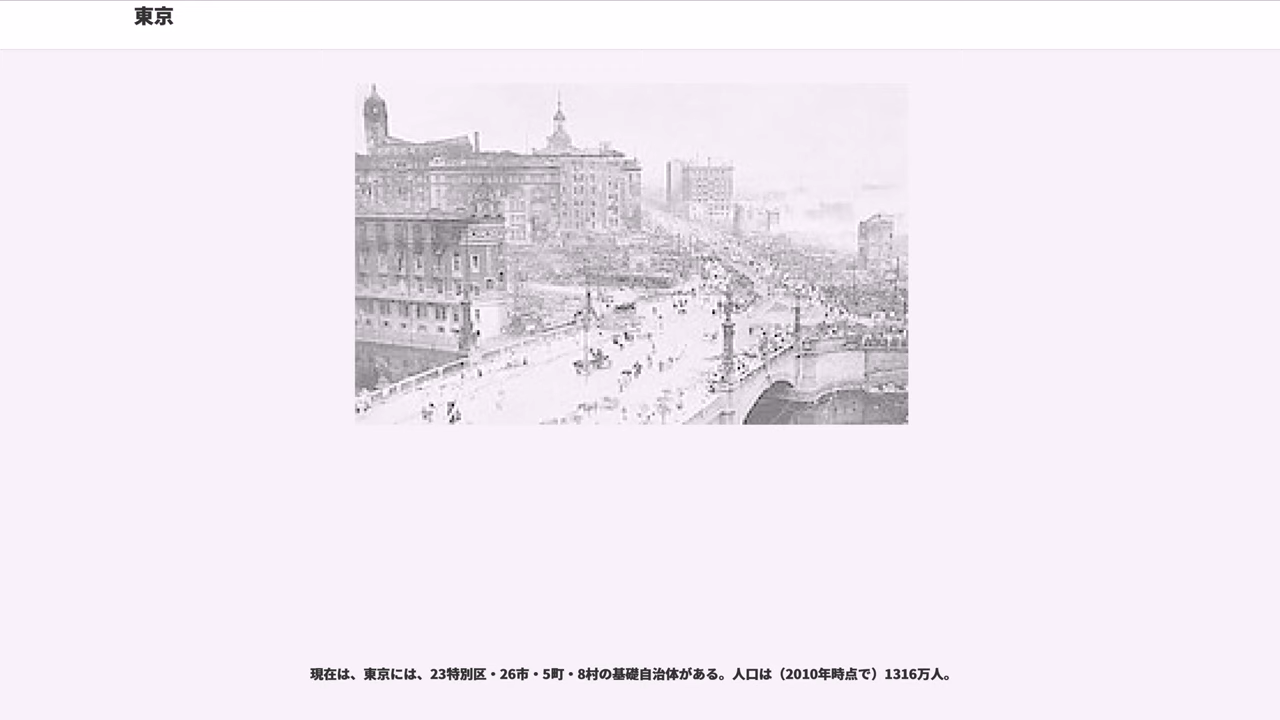 東京
現在は、東京には、23特別区・26市・5町・8村の基礎自治体がある。人口は（2010年時点で）1316万人。